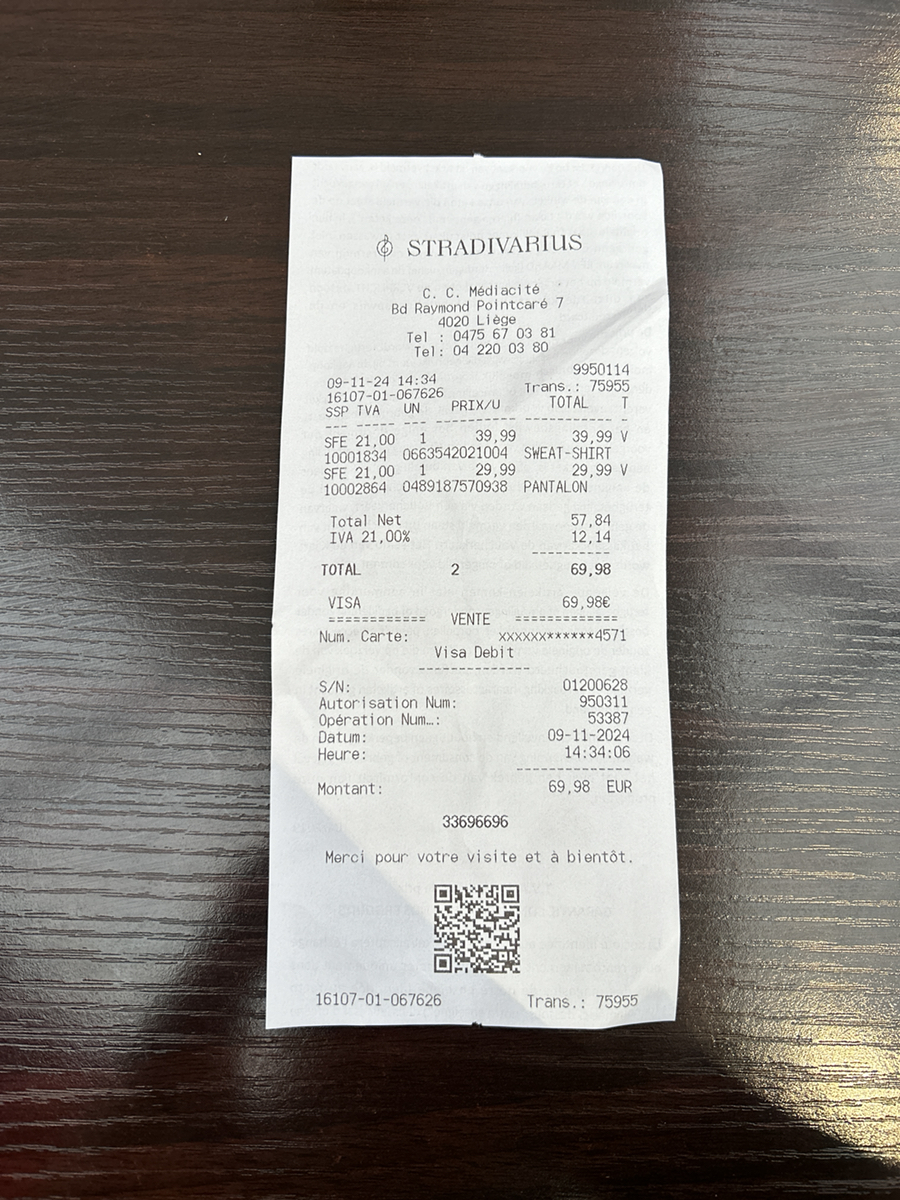 STRADIVARIUS
C. C. Médiacité
Bd Raymond Pointcaré 7
4020 Liège
Tel : 0475 67 03 81
Tel: 04 220 03 80
9950114
09-11-24 14:34 Trans.: 75955
16107-01-067626
SSP TVA UN PRIX/U TOTAL T
--- ----- --- -------- ---------- -
SFE 21,00 1 39,99 39,99 V
10001834 0663542021004 SWEAT-SHIRT
SFE 21,00 1 29,99 29,99 V
10002864 0489187570938 PANTALON
Total Net 57,84
IVA 21,00% 12,14
----------
TOTAL 2 69,98
VISA 69,98€
============ VENTE =============
Num. Carte: xxxxxx******4571
Visa Debit
--------------
S/N: 01200628
Autorisation Num: 950311
Opération Num…: 53387
Datum: 09-11-2024
Heure: 14:34:06
--------------
Montant: 69,98 EUR
33696696
Merci pour votre visite et à bientôt.
16107-01-067626 Trans.: 75955